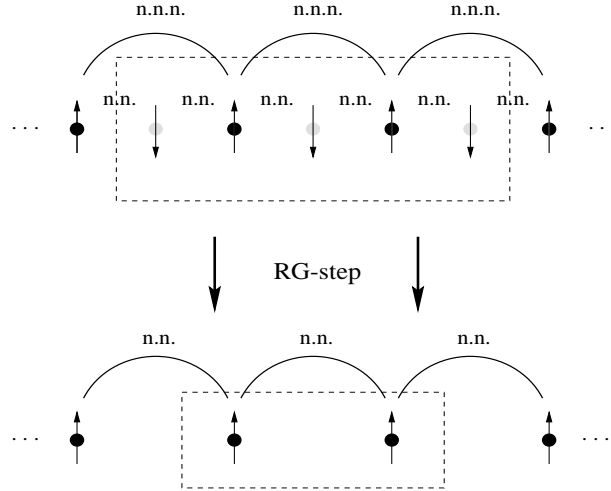 n.n.n. n.n.n. n.n.n.
n.n. n.n. n.n. n.n. n.n. n.n.
. . . . .
RG-step
n.n. n.n. n.n.
. . . . . .